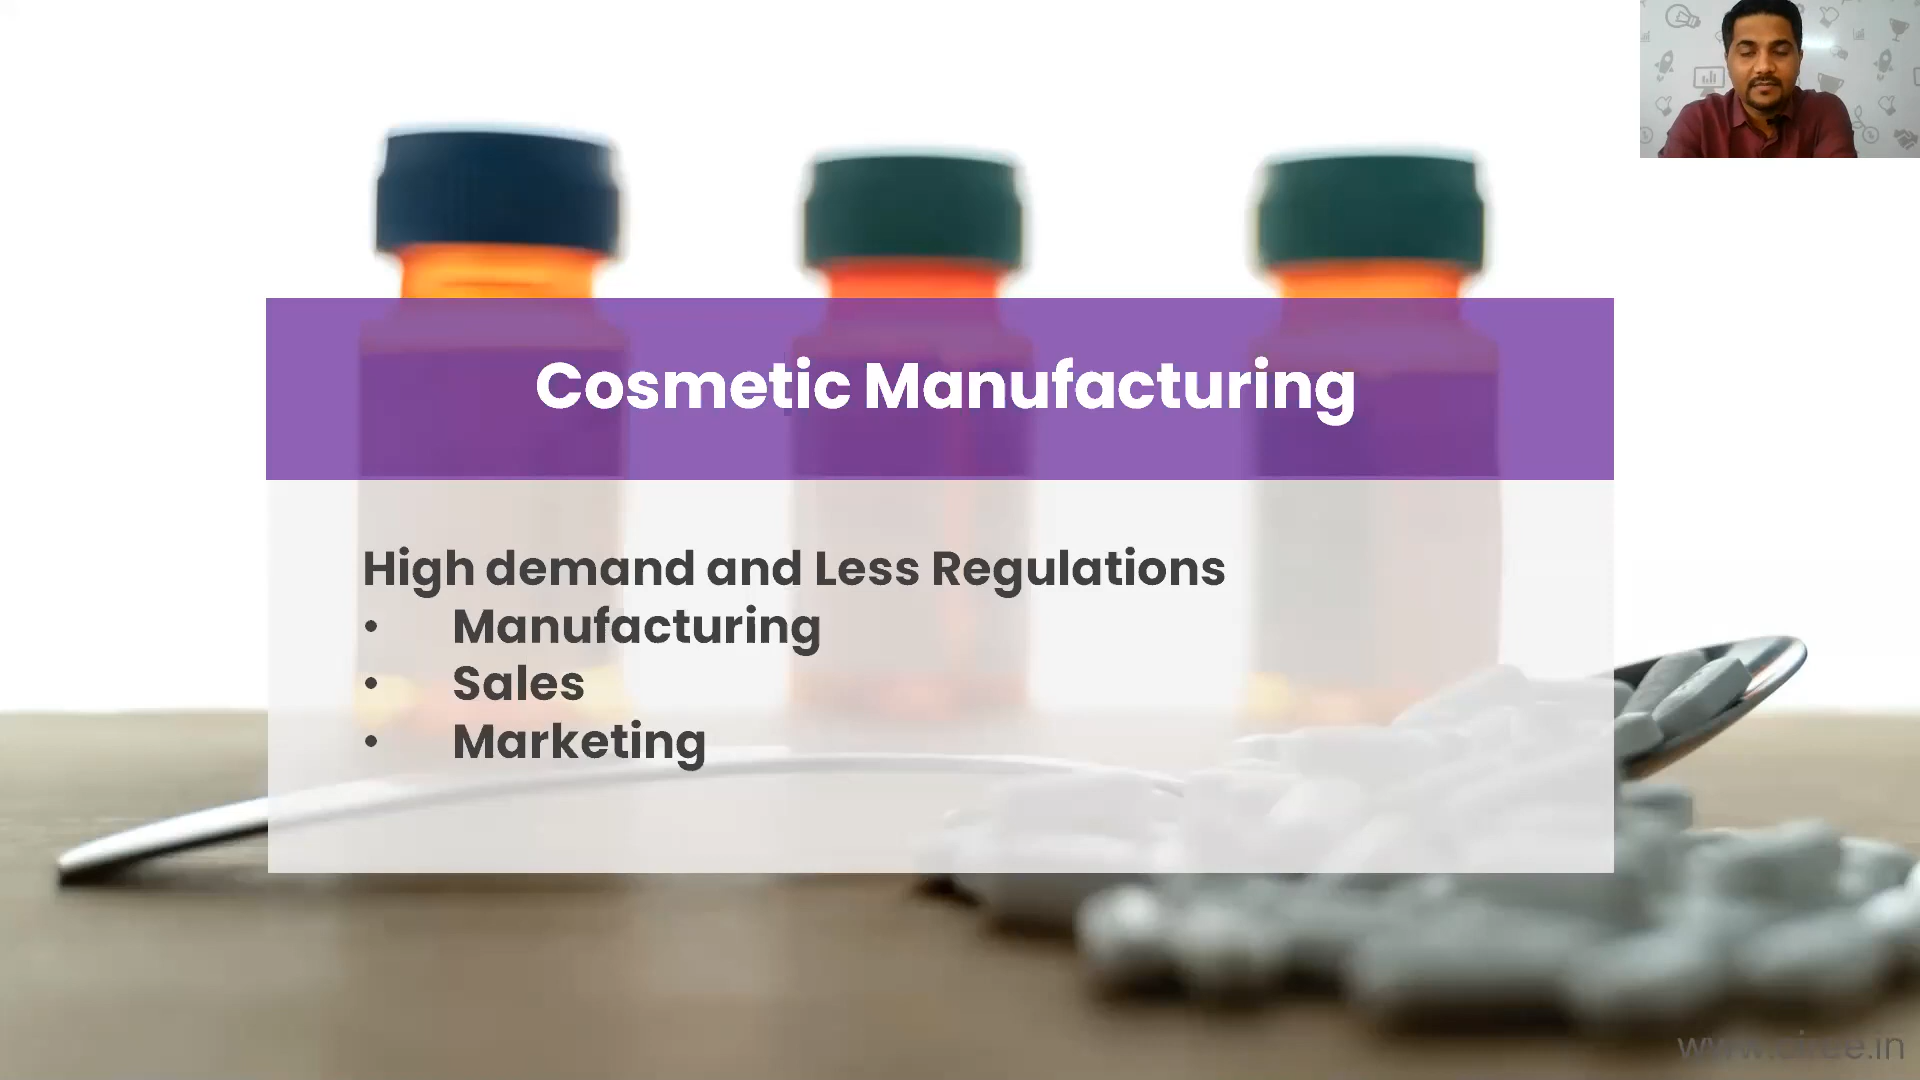 Cosmetic Manufacturing
High demand and Less Regulations
• Manufacturing
• Sales
• Marketing